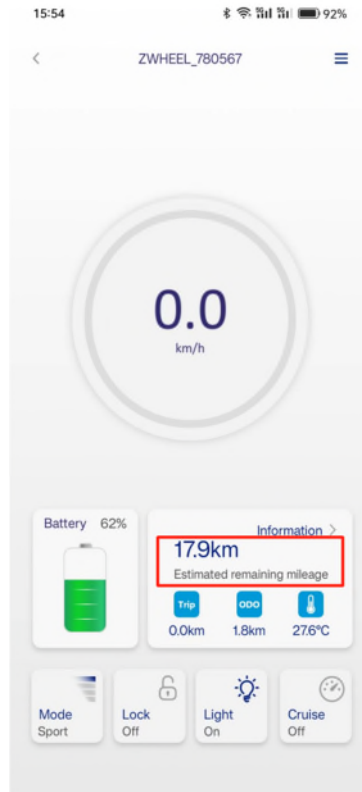 15:54 92%
ZWHEEL_780567
0.0
km/h
Battery 62%
Information >
17.9km
Estimated remaining mileage
Trip ODO
0.0km 1.8km 27.6°C
Mode Lock Light Cruise
Sport Off On Off